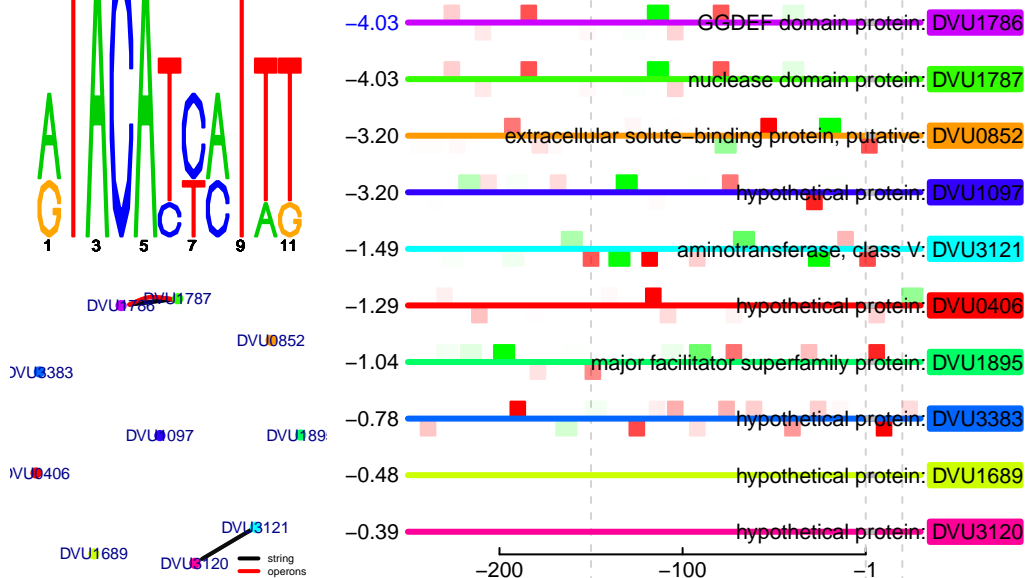 1 3 5 7 9 11
−4.03 GGDEF domain protein: DVU1786
−4.03 nuclease domain protein: DVU1787
−3.20 extracellular solute−binding protein, putative: DVU0852
−3.20 hypothetical protein: DVU1097
−1.49 aminotransferase, class V: DVU3121
−1.29 hypothetical protein: DVU0406
−1.04 major facilitator superfamily protein: DVU1895
−0.78 hypothetical protein: DVU3383
−0.48 hypothetical protein: DVU1689
−0.39 hypothetical protein: DVU3120
−200 −100 −1
DVU1786 DVU1787
DVU0852
DVU3383
DVU1097 DVU189
DVU0406
DVU3121
DVU1689 DVU3120
string
operons